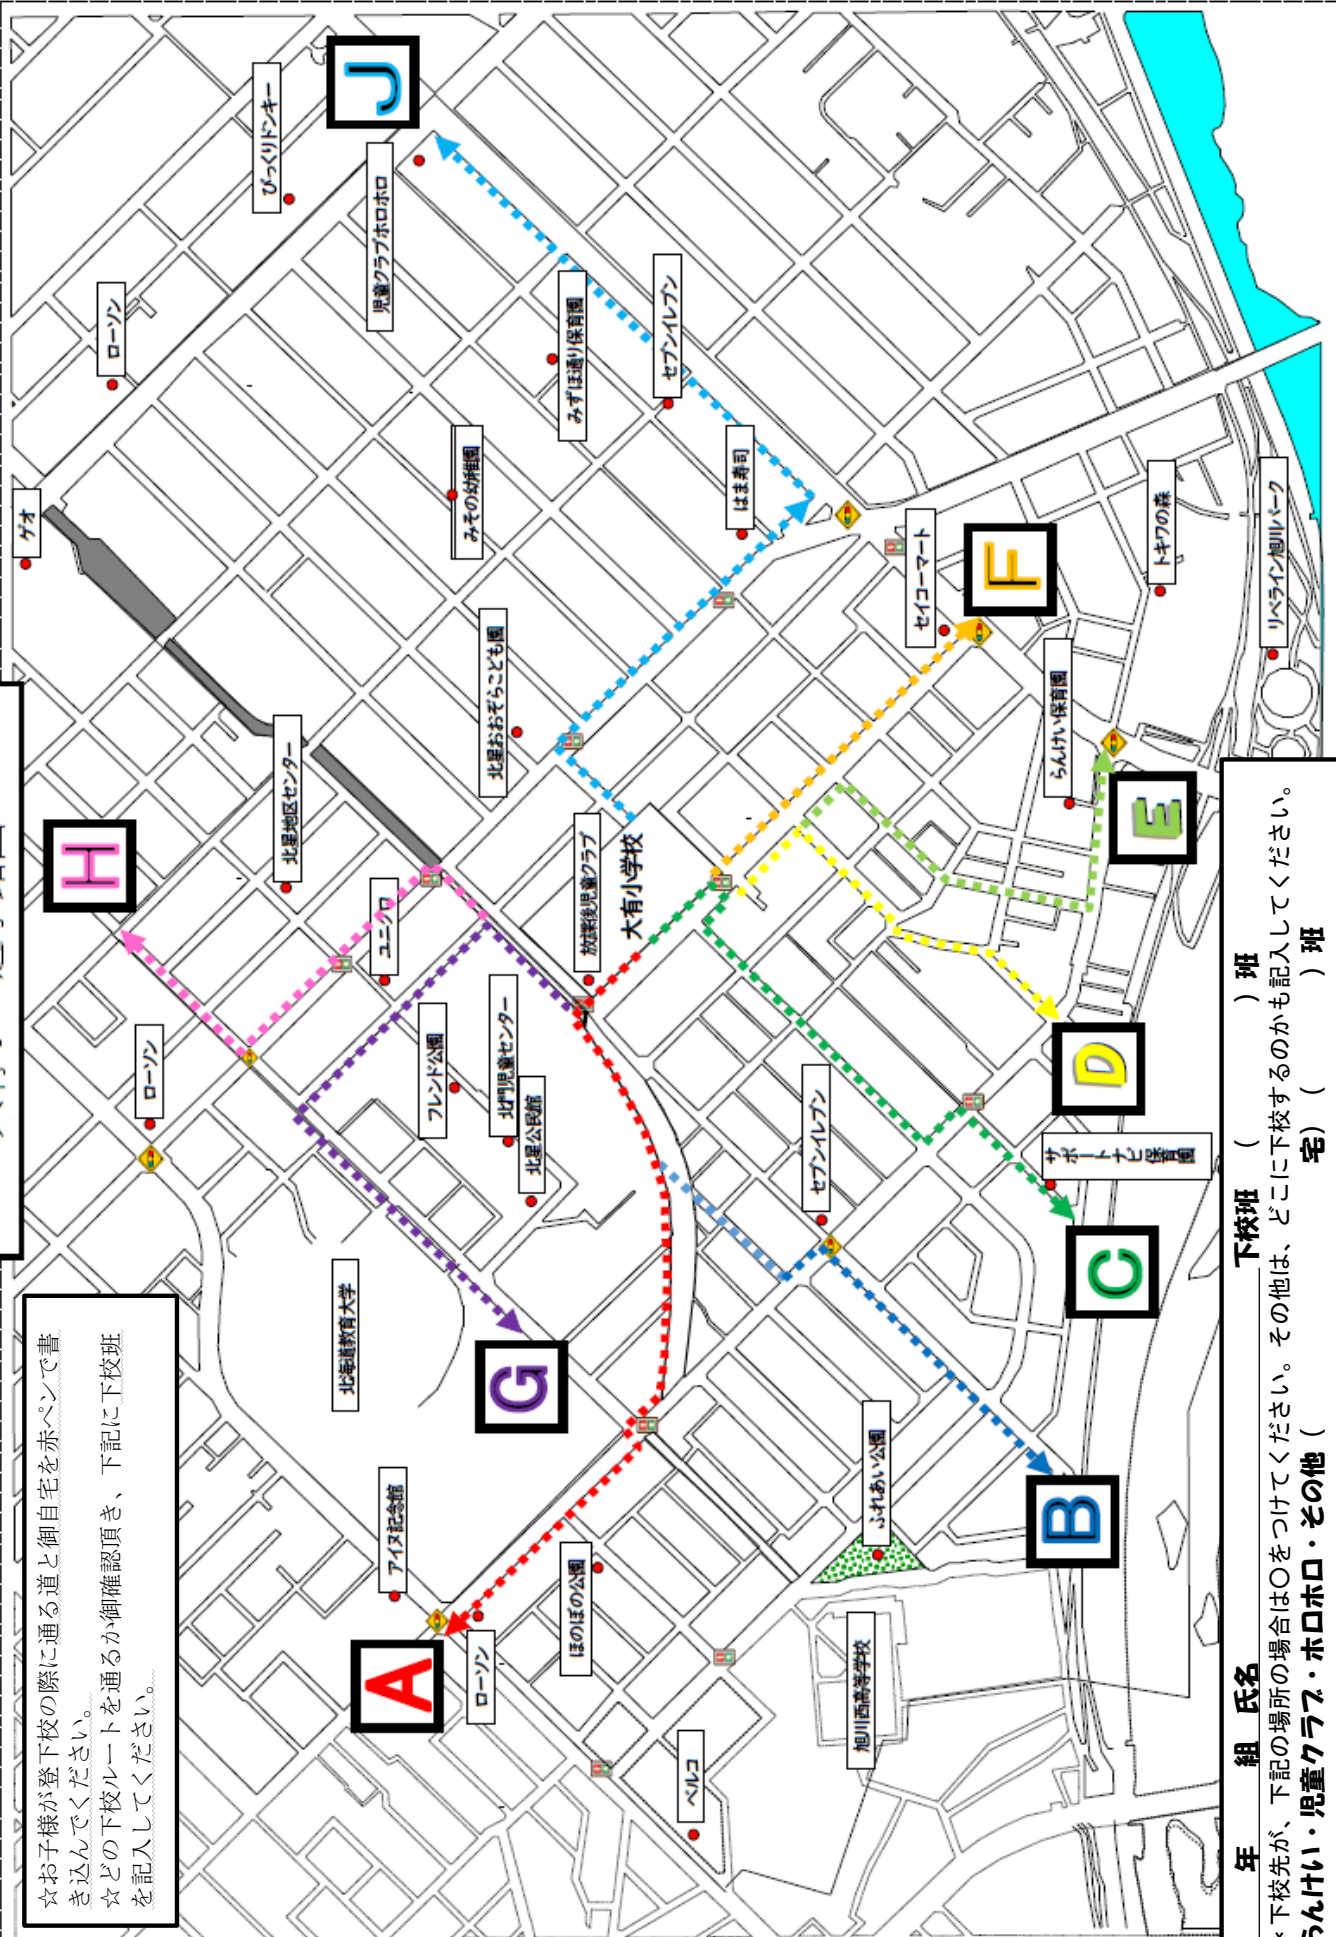 ☆お子様が登下校の際に通る道と御自宅を赤ペンで書
き込んでください。
☆どの下校ルートを通るか御確認頂き、下記に下校班
を記入してください。
ゲオ
ローソン
びっくりドンキー
J
児童クラブホロホロ
みずほ通り保育園
セブンイレブン
みその幼稚園
はま寿司
H
北星地区センター
北星おおぞらこども園
セイコーマート
F
トキワの森
リベライン旭川パーク
らんけい保育園
E
ユニクロ
放課後児童クラブ
大有小学校
ローソン
フレンド公園
北門児童センター
北星公民館
D
セブンイレブン
サポートナビ保育園
C
北海道教育大学
G
アイヌ記念館
ふれあい公園
B
A
ローソン
ほのぼの公園
旭川西高等学校
ベルコ
年 組 氏名 下校班 ( ) 班
下校先が、下記の場所の場合は〇をつけてください。その他は、どこに下校するのかも記入してください。
らんけい・児童クラブ・ホロホロ・その他 ( 宅) ( ) 班